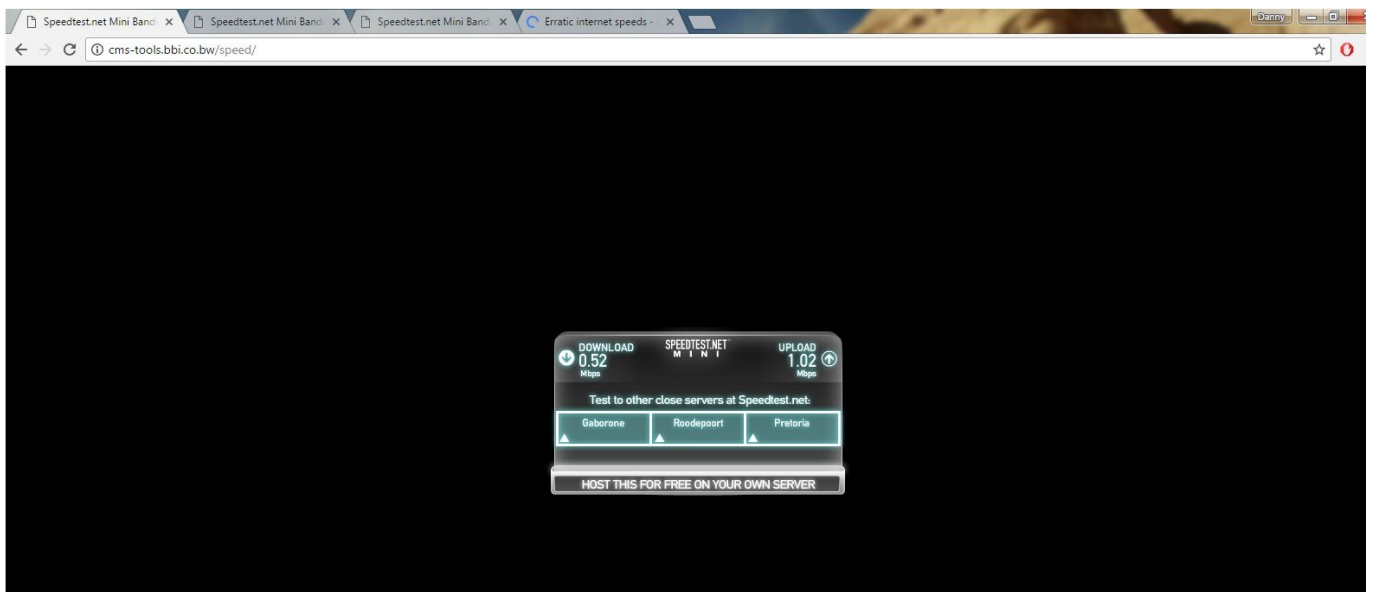 Speedtest.net Mini Band
Speedtest.net Mini Band
Speedtest.net Mini Band
Erratic internet speeds -
Danny
cms-tools.bbi.co.bw/speed/
DOWNLOAD
0.52
Mbps
SPEEDTEST.NET
MINI
UPLOAD
1.02
Mbps
Test to other close servers at Speedtest.net:
Gaborone
Roodepoort
Pretoria
HOST THIS FOR FREE ON YOUR OWN SERVER